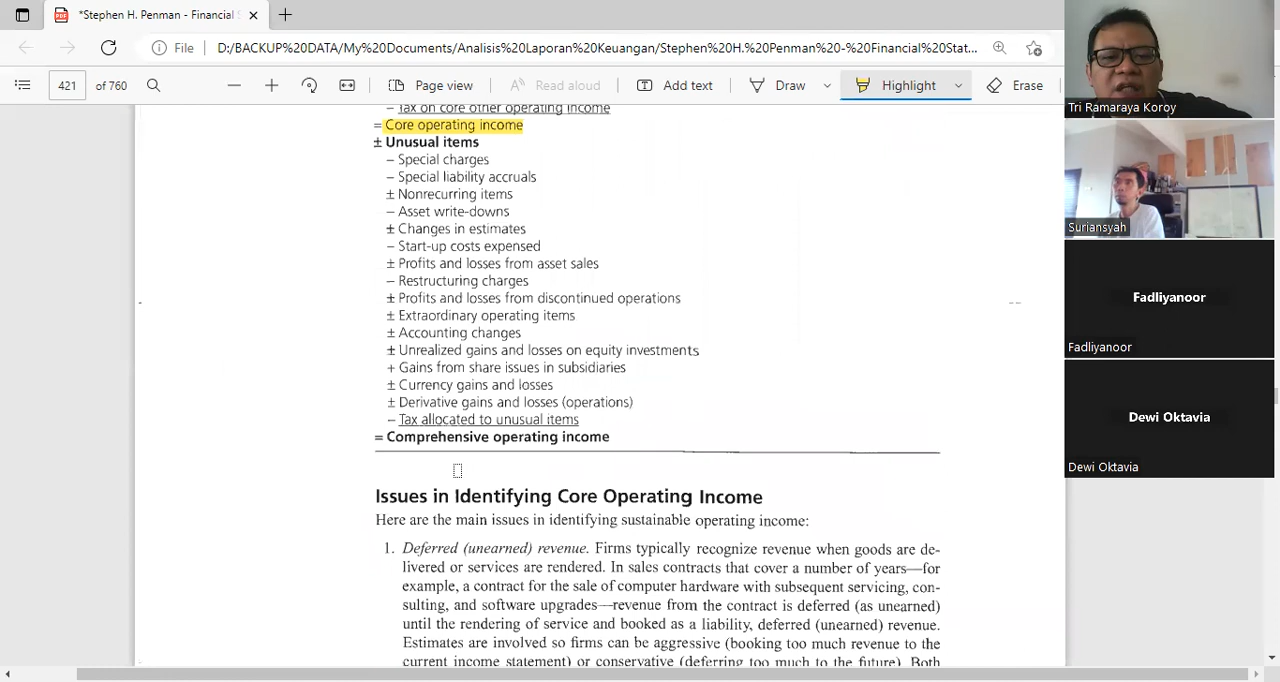 *Stephen H. Penman - Financial S
File D:/BACKUP%20DATA/My%20Documents/Analisis%20Laporan%20Keuangan/Stephen%20H.%20Penman%20-%20Financial%20Stat...
421 of 760 Page view Read aloud Add text Draw Highlight Erase
– Tax on core other operating income
= Core operating income
± Unusual items
– Special charges
– Special liability accruals
± Nonrecurring items
– Asset write-downs
± Changes in estimates
– Start-up costs expensed
± Profits and losses from asset sales
– Restructuring charges
± Profits and losses from discontinued operations
± Extraordinary operating items
± Accounting changes
± Unrealized gains and losses on equity investments
+ Gains from share issues in subsidiaries
± Currency gains and losses
± Derivative gains and losses (operations)
– Tax allocated to unusual items
= Comprehensive operating income
Issues in Identifying Core Operating Income
Here are the main issues in identifying sustainable operating income:
1. Deferred (unearned) revenue. Firms typically recognize revenue when goods are de-
livered or services are rendered. In sales contracts that cover a number of years—for
example, a contract for the sale of computer hardware with subsequent servicing, con-
sulting, and software upgrades—revenue from the contract is deferred (as unearned)
until the rendering of service and booked as a liability, deferred (unearned) revenue.
Estimates are involved so firms can be aggressive (booking too much revenue to the
current income statement) or conservative (deferring too much to the future). Both
Tri Ramaraya Koroy
Suriansyah
Fadliyanoor
Fadliyanoor
Dewi Oktavia
Dewi Oktavia